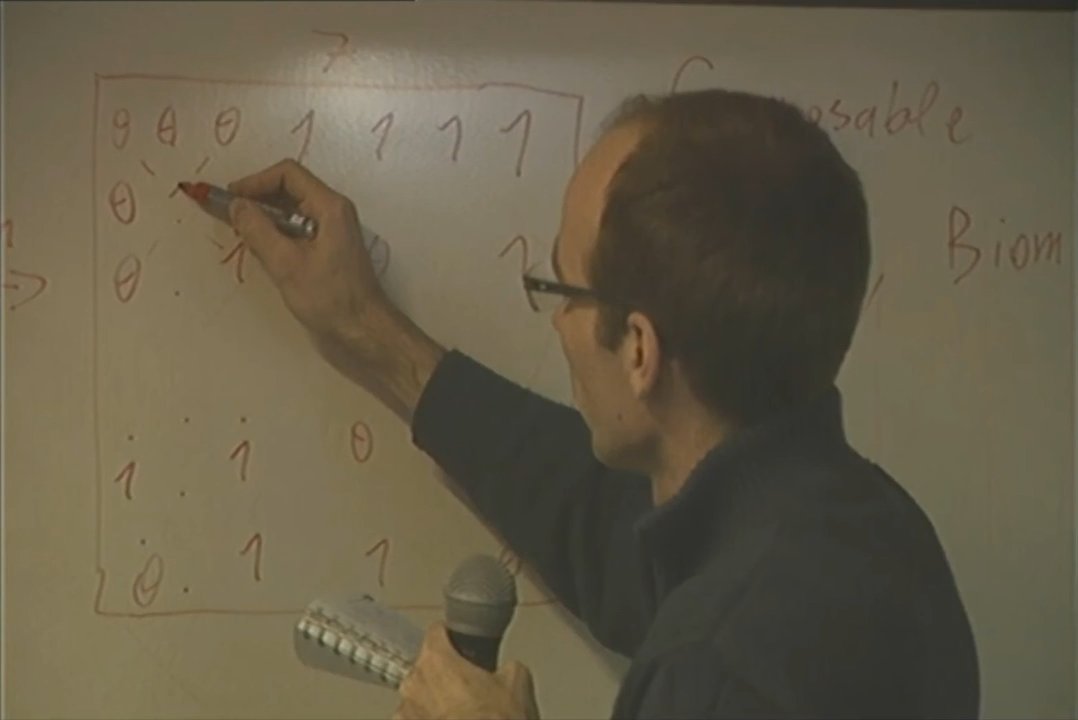 7
0 0 0 1 1 1 1
0
0 1 0 1
Biom
1 1 0
0 1 1